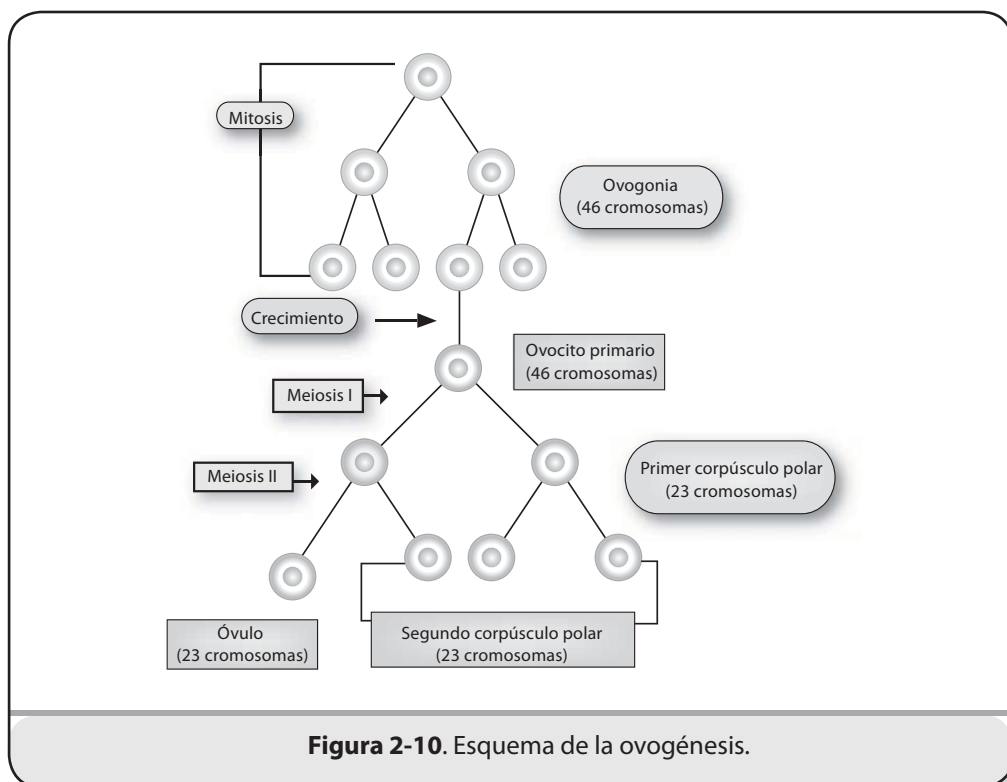 Mitosis
Ovogonia
(46 cromosomas)
Crecimiento
Ovocito primario
(46 cromosomas)
Meiosis I
Meiosis II
Primer corpúsculo polar
(23 cromosomas)
Óvulo
(23 cromosomas)
Segundo corpúsculo polar
(23 cromosomas)
Figura 2-10. Esquema de la ovogénesis.